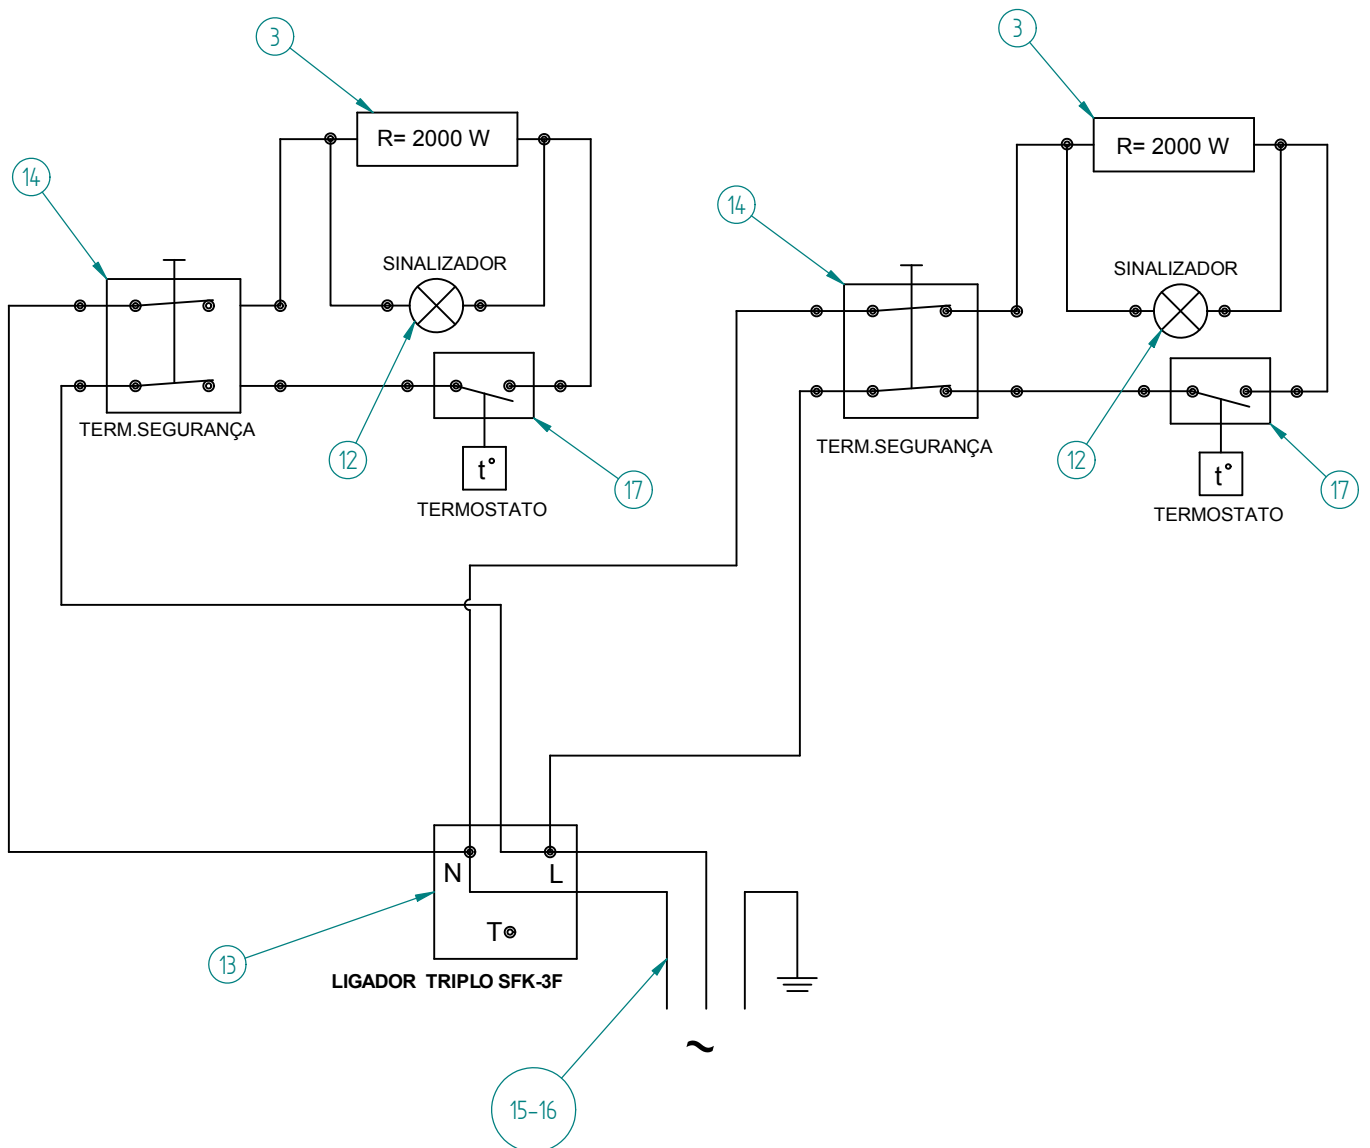 3
3
R= 2000 W
R= 2000 W
14
14
SINALIZADOR
SINALIZADOR
TERM.SEGURANÇA
TERM.SEGURANÇA
12
12
t°
t°
17
17
TERMOSTATO
TERMOSTATO
N
L
T
13
LIGADOR TRIPLO SFK-3F
~
15-16